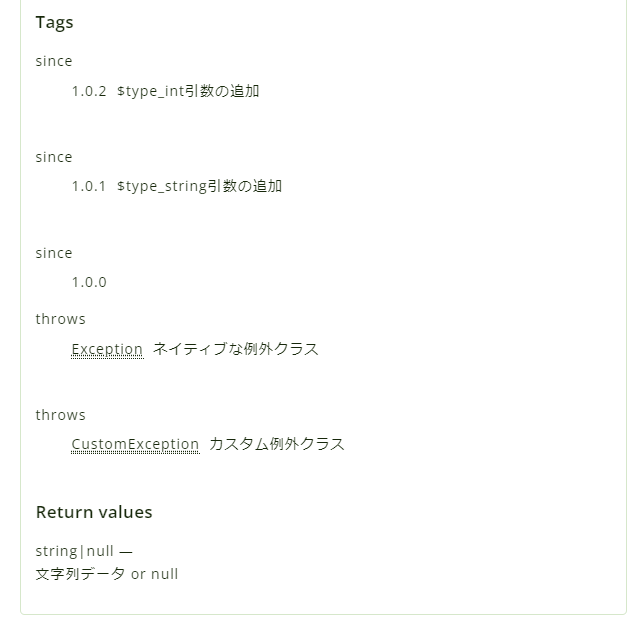 Tags
since
1.0.2 $type_int引数の追加
since
1.0.1 $type_string引数の追加
since
1.0.0
throws
Exception ネイティブな例外クラス
throws
CustomException カスタム例外クラス
Return values
string|null —
文字列データ or null